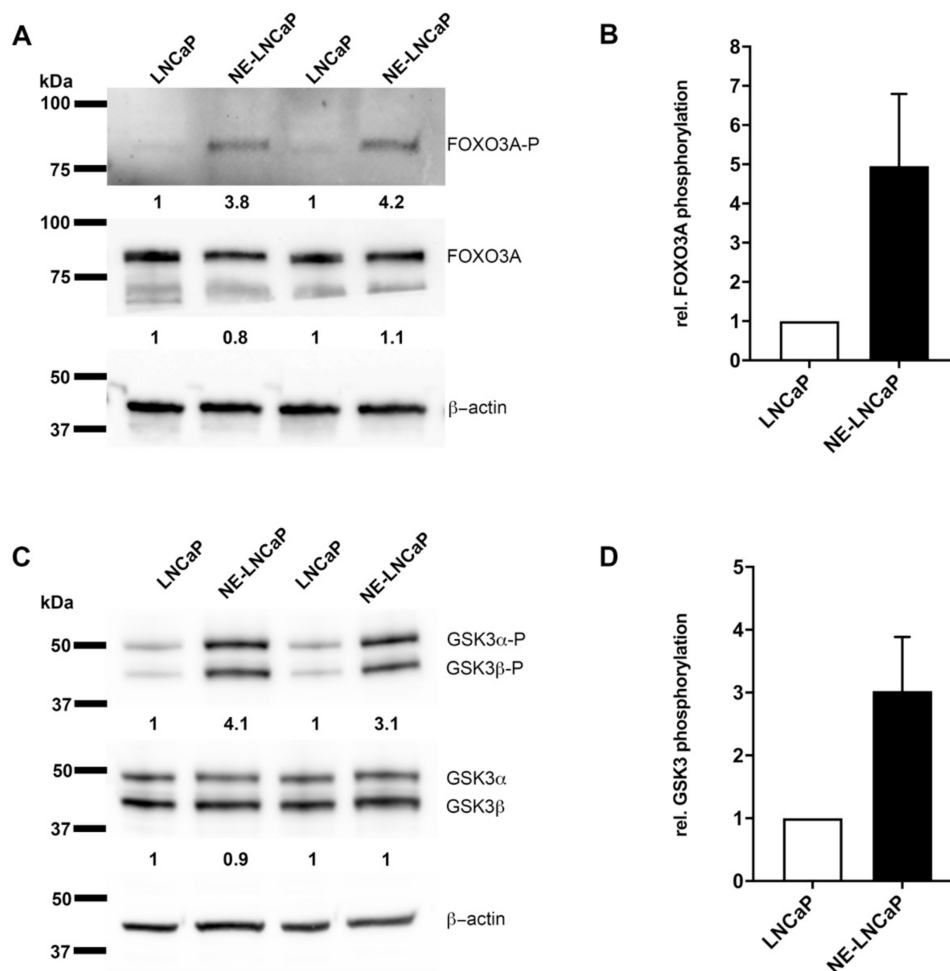 A
LNCaP NE-LNCaP LNCaP NE-LNCaP
kDa
100
75
FOXO3A-P
1 3.8 1 4.2
100
75
FOXO3A
1 0.8 1 1.1
50
37
β–actin
B
rel. FOXO3A phosphorylation
8
7
6
5
4
3
2
1
0
LNCaP
NE-LNCaP
C
LNCaP NE-LNCaP LNCaP NE-LNCaP
kDa
50
37
GSK3α-P
GSK3β-P
1 4.1 1 3.1
50
37
GSK3α
GSK3β
1 0.9 1 1
50
37
β–actin
D
rel. GSK3 phosphorylation
5
4
3
2
1
0
LNCaP
NE-LNCaP